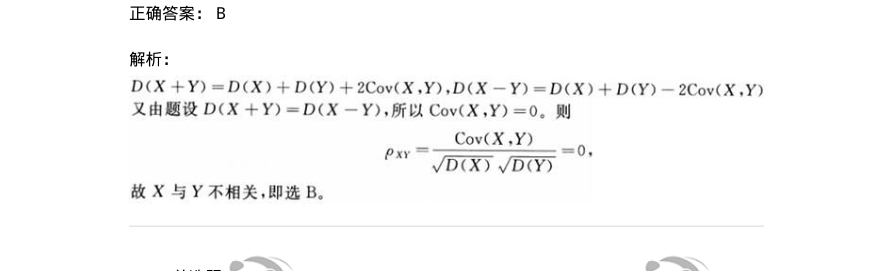 正确答案： B
解析：
D(X+Y)=D(X)+D(Y)+2Cov(X,Y),D(X-Y)=D(X)+D(Y)-2Cov(X,Y)
又由题设 D(X+Y)=D(X-Y),所以 Cov(X,Y)=0。则
ρXY = Cov(X,Y) / √D(X) √D(Y) =0,
故 X 与 Y 不相关,即选 B。